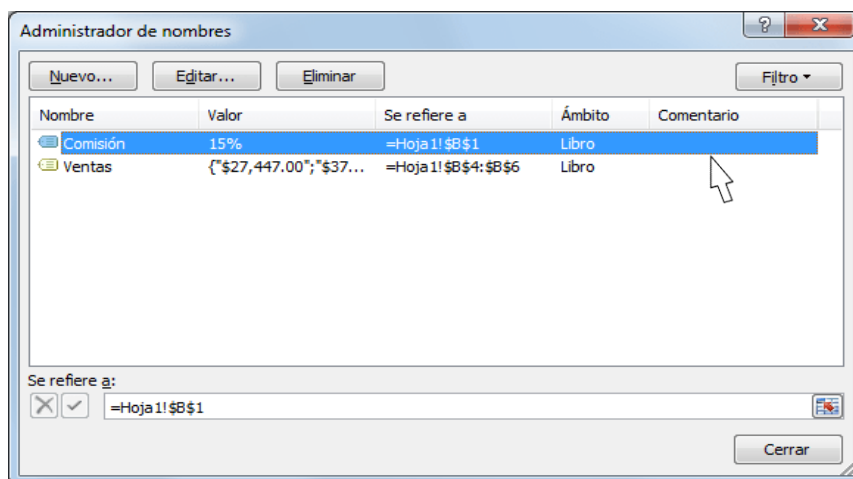 Administrador de nombres
Nuevo... Editar... Eliminar Filtro
Nombre Valor Se refiere a Ámbito Comentario
Comisión 15% =Hoja1!$B$1 Libro
Ventas {"$27,447.00";"$37... =Hoja1!$B$4:$B$6 Libro
Se refiere a:
=Hoja1!$B$1
Cerrar